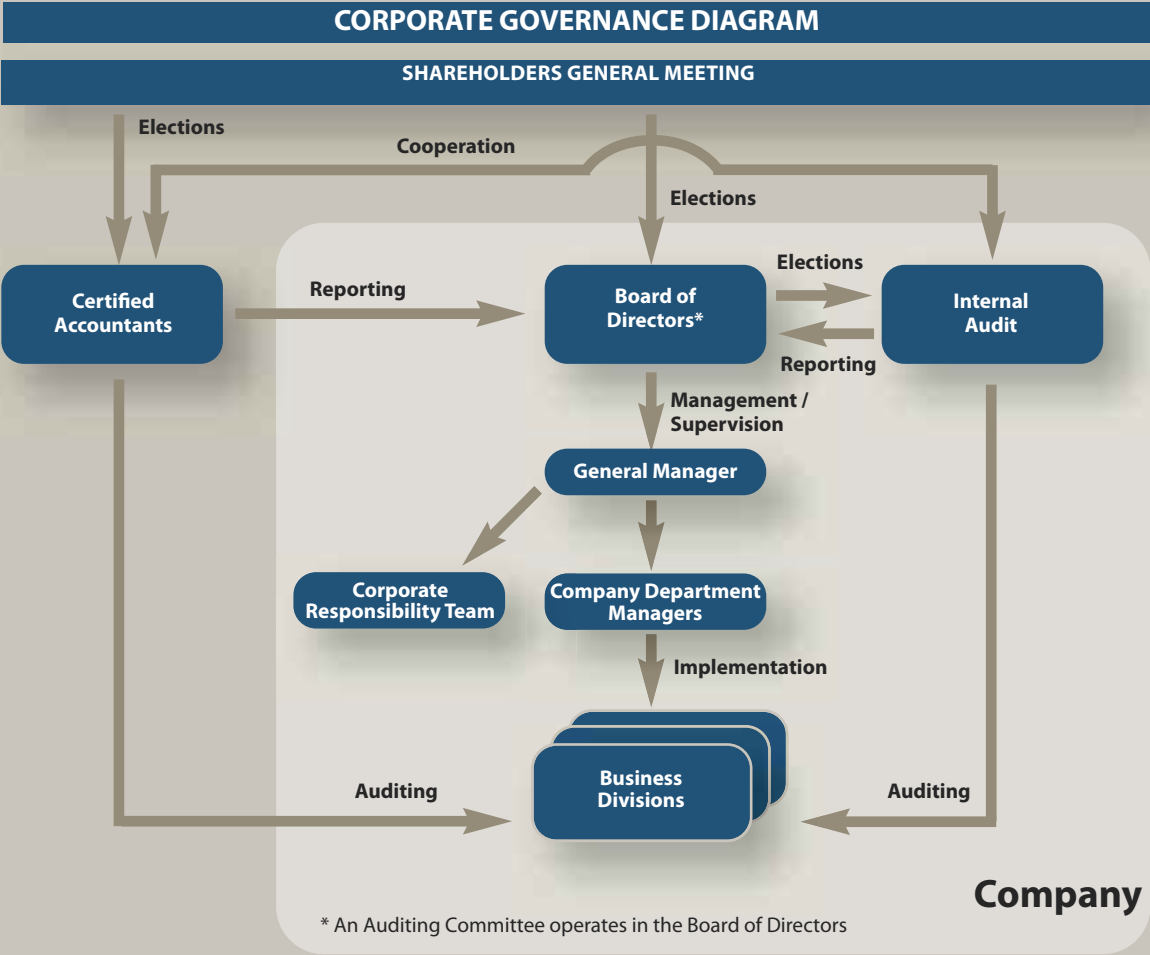 CORPORATE GOVERNANCE DIAGRAM
SHAREHOLDERS GENERAL MEETING
Elections
Cooperation
Elections
Elections
Reporting
Certified
Accountants
Board of
Directors*
Internal
Audit
Reporting
Management /
Supervision
General Manager
Corporate
Responsibility Team
Company Department
Managers
Implementation
Business
Divisions
Auditing
Auditing
Company
* An Auditing Committee operates in the Board of Directors